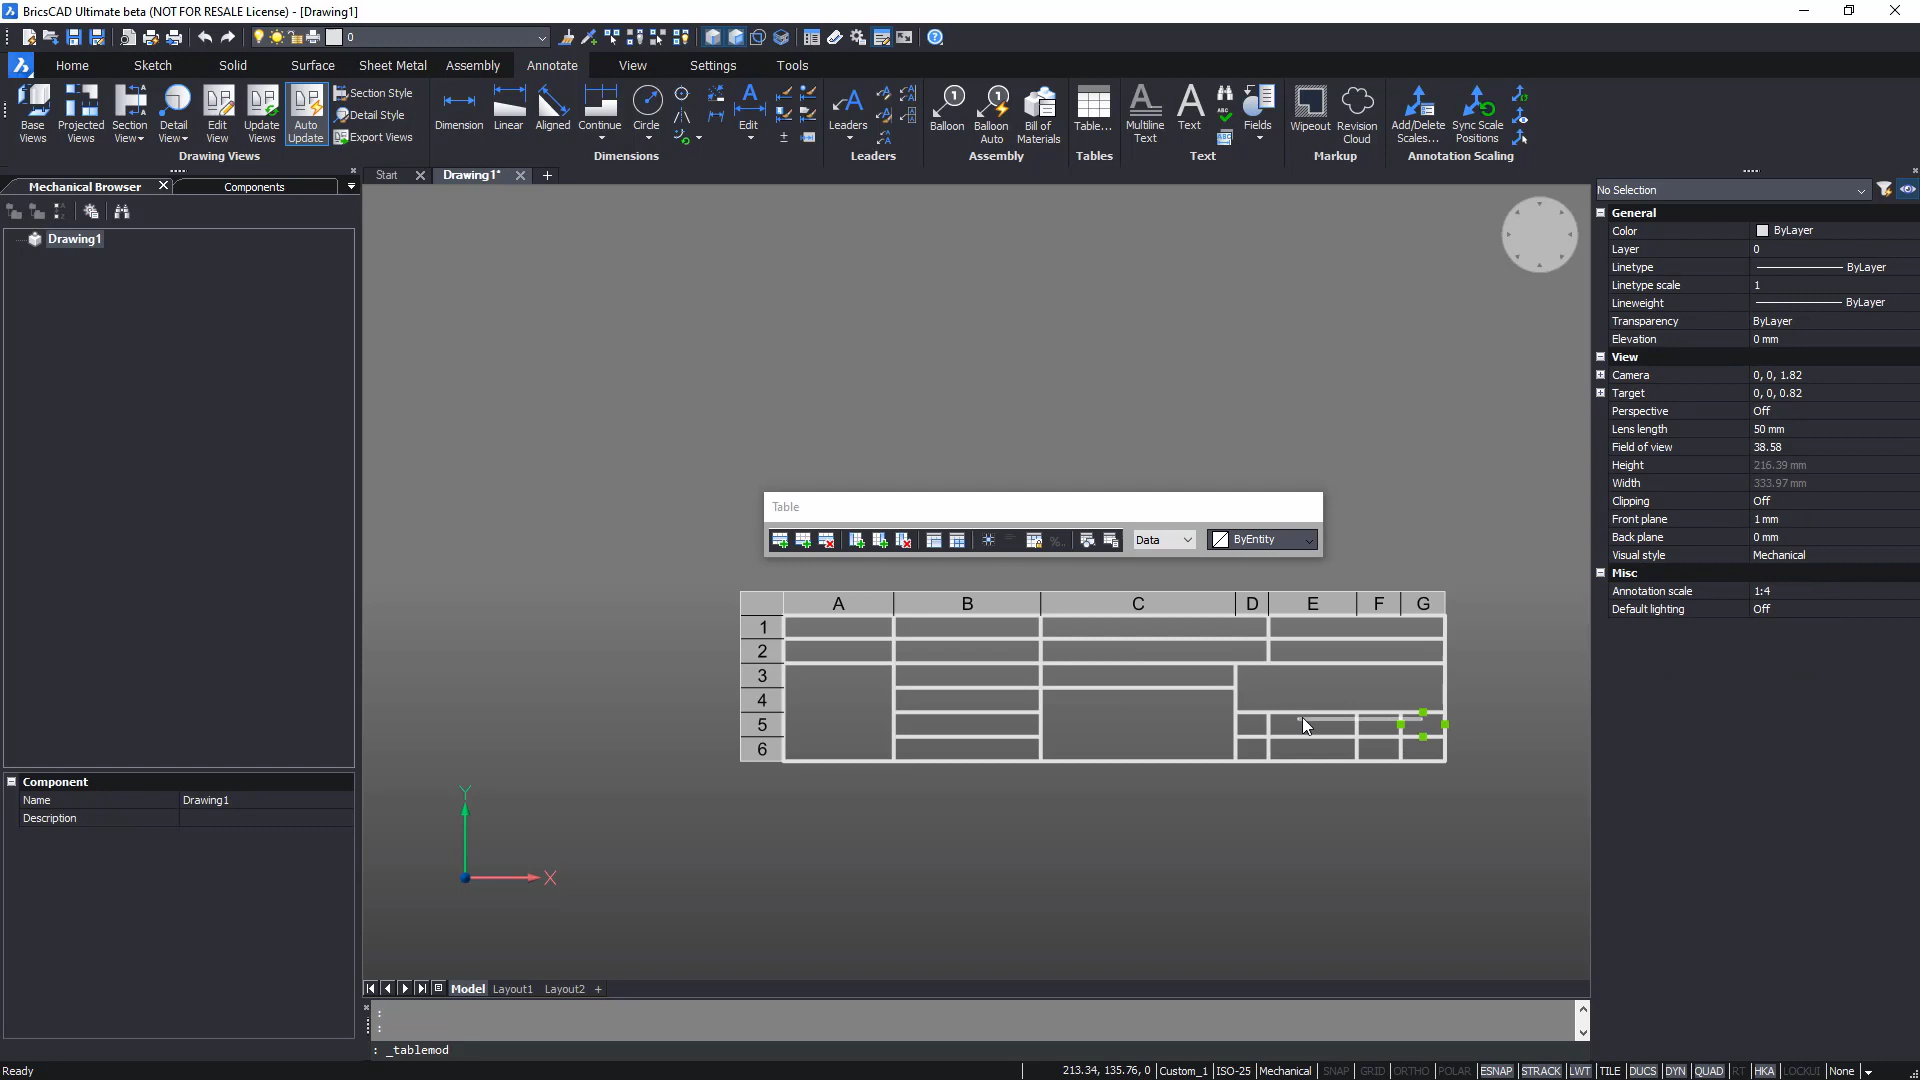 BricsCAD Ultimate beta (NOT FOR RESALE License) - [Drawing1]
0
Home Sketch Solid Surface Sheet Metal Assembly Annotate View Settings Tools
Base Views
Projected Views
Section View
Detail View
Edit View
Update Views
Auto Update
Section Style
Detail Style
Export Views
Dimension
Linear
Aligned
Continue
Circle
Edit
Leaders
Balloon
Balloon Auto
Bill of Materials
Table...
Multiline Text
Text
Fields
Wipeout
Revision Cloud
Add/Delete Scales...
Sync Scale Positions
Drawing Views Dimensions Leaders Assembly Tables Text Markup Annotation Scaling
Mechanical Browser Components
Start Drawing1*
Drawing1
Component
Name Drawing1
Description
Table
Data ByEntity
A B C D E F G
1
2
3
4
5
6
Y
X
Model Layout1 Layout2 +
:
:
: _tablemod
No Selection
General
Color ByLayer
Layer 0
Linetype ByLayer
Linetype scale 1
Lineweight ByLayer
Transparency ByLayer
Elevation 0 mm
View
Camera 0, 0, 1.82
Target 0, 0, 0.82
Perspective Off
Lens length 50 mm
Field of view 38.58
Height 216.39 mm
Width 333.97 mm
Clipping Off
Front plane 1 mm
Back plane 0 mm
Visual style Mechanical
Misc
Annotation scale 1:4
Default lighting Off
Ready 213.34, 135.76, 0 Custom_1 ISO-25 Mechanical SNAP GRID ORTHO POLAR ESNAP STRACK LWT TILE DUCS DYN QUAD RT HKA LOCKUI None